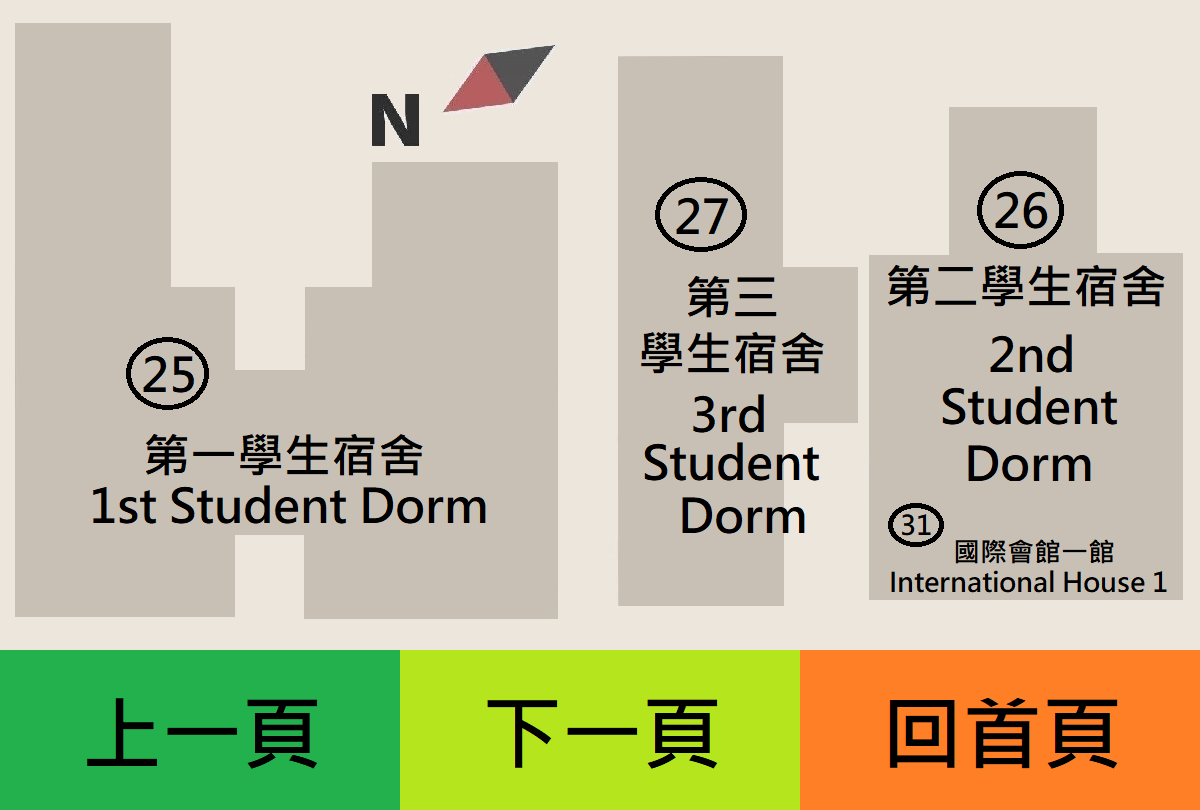 N
25
第一學生宿舍
1st Student Dorm
27
第三
學生宿舍
3rd
Student
Dorm
26
第二學生宿舍
2nd
Student
Dorm
31
國際會館一館
International House 1
上一頁
下一頁
回首頁